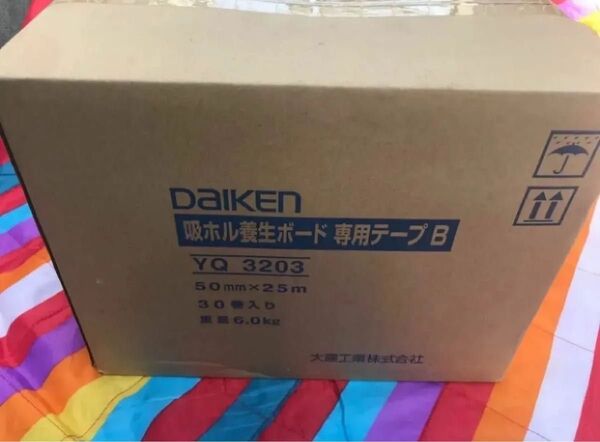 DAIKEN
吸ホル養生ボード 専用テープ B
YQ 3203
50mm×25m
30巻入り
重量6.0kg
大建工業株式会社